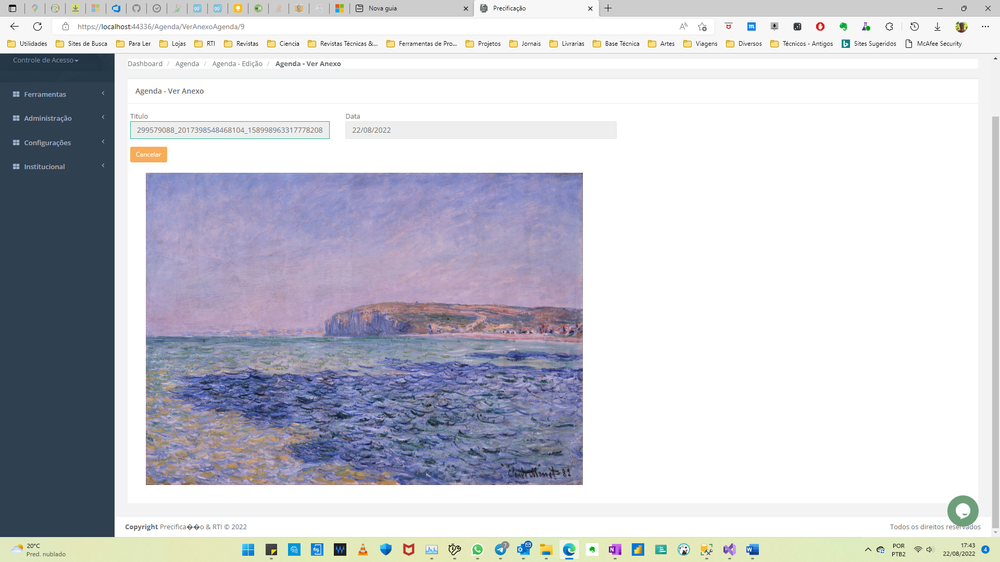 Nova guia
Precificação
https://localhost:44336/Agenda/VerAnexoAgenda/9
Utilidades
Sites de Busca
Para Ler
Lojas
RTI
Revistas
Ciencia
Revistas Técnicas &...
Ferramentas de Pro...
Projetos
Jornais
Livrarias
Base Técnica
Artes
Viagens
Diversos
Técnicos - Antigos
Sites Sugeridos
McAfee Security
Controle de Acesso
Dashboard / Agenda / Agenda - Edição / Agenda - Ver Anexo
Ferramentas
Administração
Configurações
Institucional
Agenda - Ver Anexo
Titulo
Data
299579088_2017398548468104_158998963317778208
22/08/2022
Cancelar
Claude Monet 82
Copyright Precifica��o & RTI © 2022
Todos os direitos reservados
20°C
Pred. nublado
7
POR
PTB2
17:43
22/08/2022
4